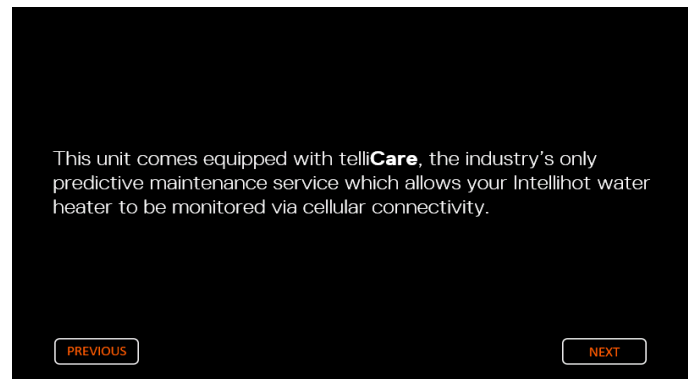 This unit comes equipped with telliCare, the industry's only
predictive maintenance service which allows your Intellihot water
heater to be monitored via cellular connectivity.
PREVIOUS
NEXT